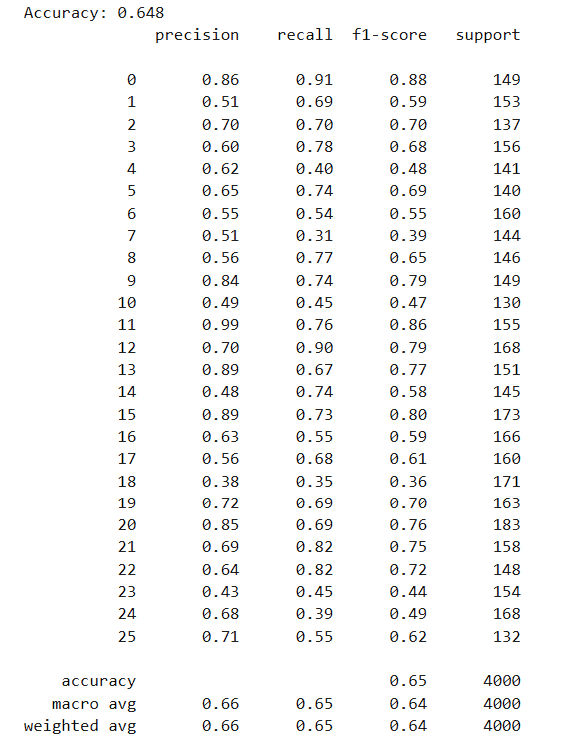 Accuracy: 0.648
precision recall f1-score support
0 0.86 0.91 0.88 149
1 0.51 0.69 0.59 153
2 0.70 0.70 0.70 137
3 0.60 0.78 0.68 156
4 0.62 0.40 0.48 141
5 0.65 0.74 0.69 140
6 0.55 0.54 0.55 160
7 0.51 0.31 0.39 144
8 0.56 0.77 0.65 146
9 0.84 0.74 0.79 149
10 0.49 0.45 0.47 130
11 0.99 0.76 0.86 155
12 0.70 0.90 0.79 168
13 0.89 0.67 0.77 151
14 0.48 0.74 0.58 145
15 0.89 0.73 0.80 173
16 0.63 0.55 0.59 166
17 0.56 0.68 0.61 160
18 0.38 0.35 0.36 171
19 0.72 0.69 0.70 163
20 0.85 0.69 0.76 183
21 0.69 0.82 0.75 158
22 0.64 0.82 0.72 148
23 0.43 0.45 0.44 154
24 0.68 0.39 0.49 168
25 0.71 0.55 0.62 132
accuracy 0.65 4000
macro avg 0.66 0.65 0.64 4000
weighted avg 0.66 0.65 0.64 4000